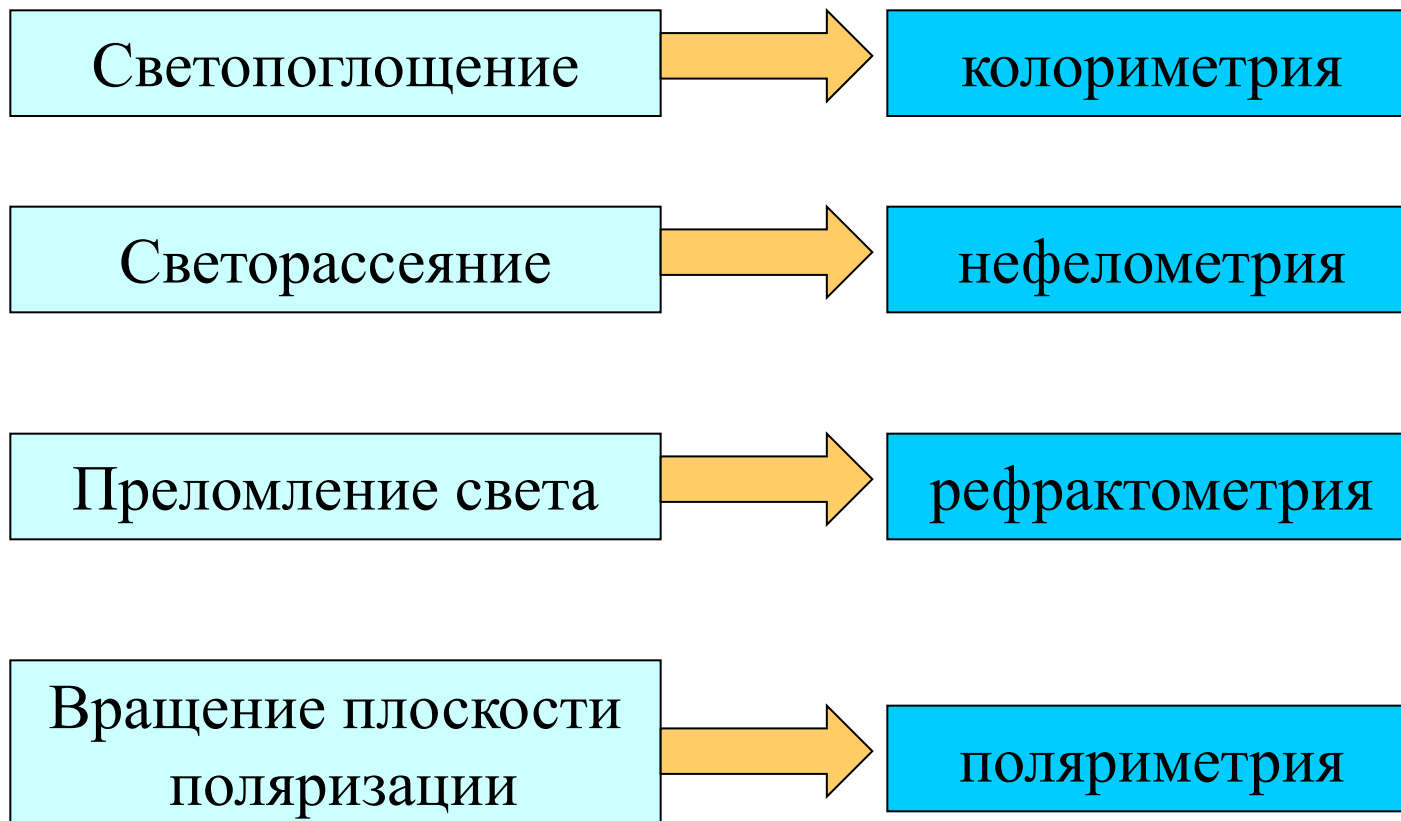 Светопоглощение
колориметрия
Светорассеяние
нефелометрия
Преломление света
рефрактометрия
Вращение плоскости
поляризации
поляриметрия